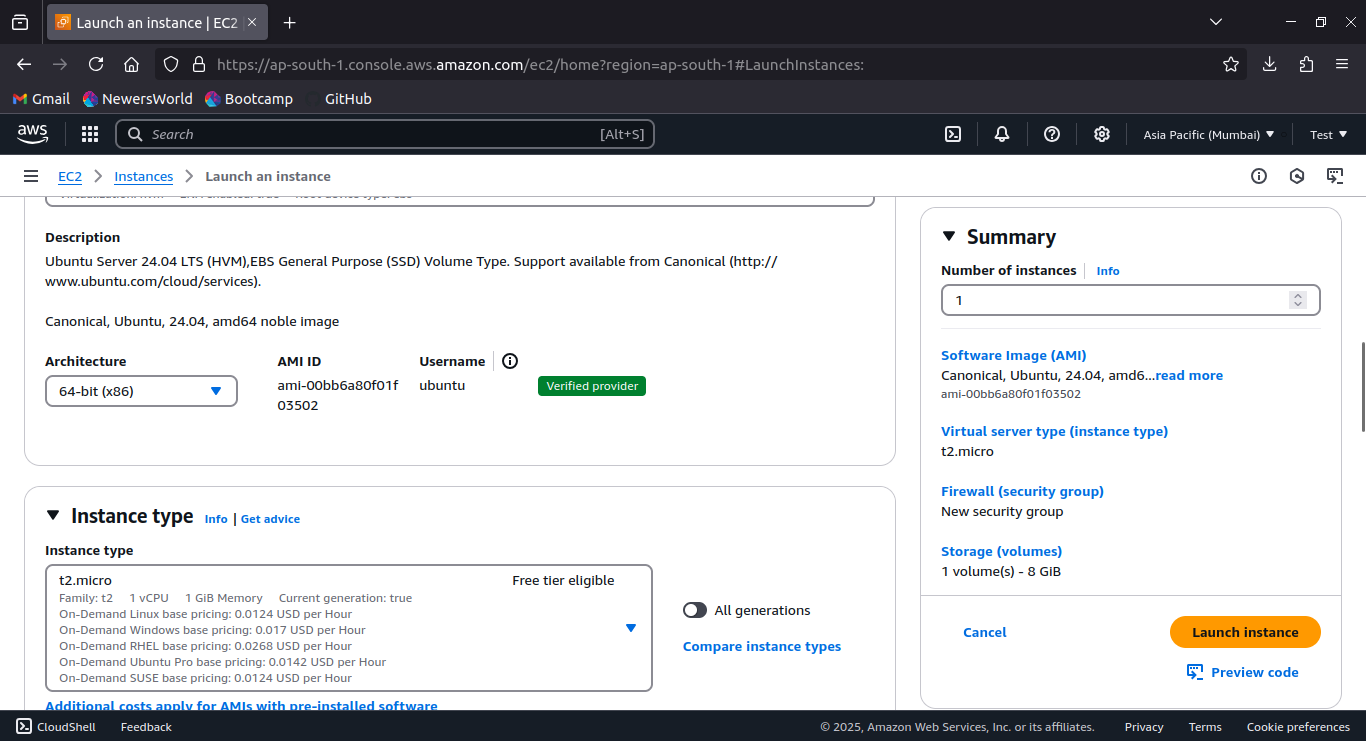 Launch an instance | EC2
https://ap-south-1.console.aws.amazon.com/ec2/home?region=ap-south-1#LaunchInstances:
Gmail NewersWorld Bootcamp GitHub
aws Search [Alt+S] Asia Pacific (Mumbai) Test
EC2 Instances Launch an instance
Description
Ubuntu Server 24.04 LTS (HVM),EBS General Purpose (SSD) Volume Type. Support available from Canonical (http://
www.ubuntu.com/cloud/services).
Canonical, Ubuntu, 24.04, amd64 noble image
Architecture AMI ID Username
64-bit (x86) ami-00bb6a80f01f ubuntu Verified provider
03502
Instance type Info | Get advice
Instance type
t2.micro Free tier eligible
Family: t2 1 vCPU 1 GiB Memory Current generation: true
On-Demand Linux base pricing: 0.0124 USD per Hour
On-Demand Windows base pricing: 0.017 USD per Hour
On-Demand RHEL base pricing: 0.0268 USD per Hour
On-Demand Ubuntu Pro base pricing: 0.0142 USD per Hour
On-Demand SUSE base pricing: 0.0124 USD per Hour
All generations
Compare instance types
Additional costs apply for AMIs with pre-installed software
Summary
Number of instances Info
1
Software Image (AMI)
Canonical, Ubuntu, 24.04, amd6...read more
ami-00bb6a80f01f03502
Virtual server type (instance type)
t2.micro
Firewall (security group)
New security group
Storage (volumes)
1 volume(s) - 8 GiB
Cancel Launch instance
Preview code
CloudShell Feedback © 2025, Amazon Web Services, Inc. or its affiliates. Privacy Terms Cookie preferences